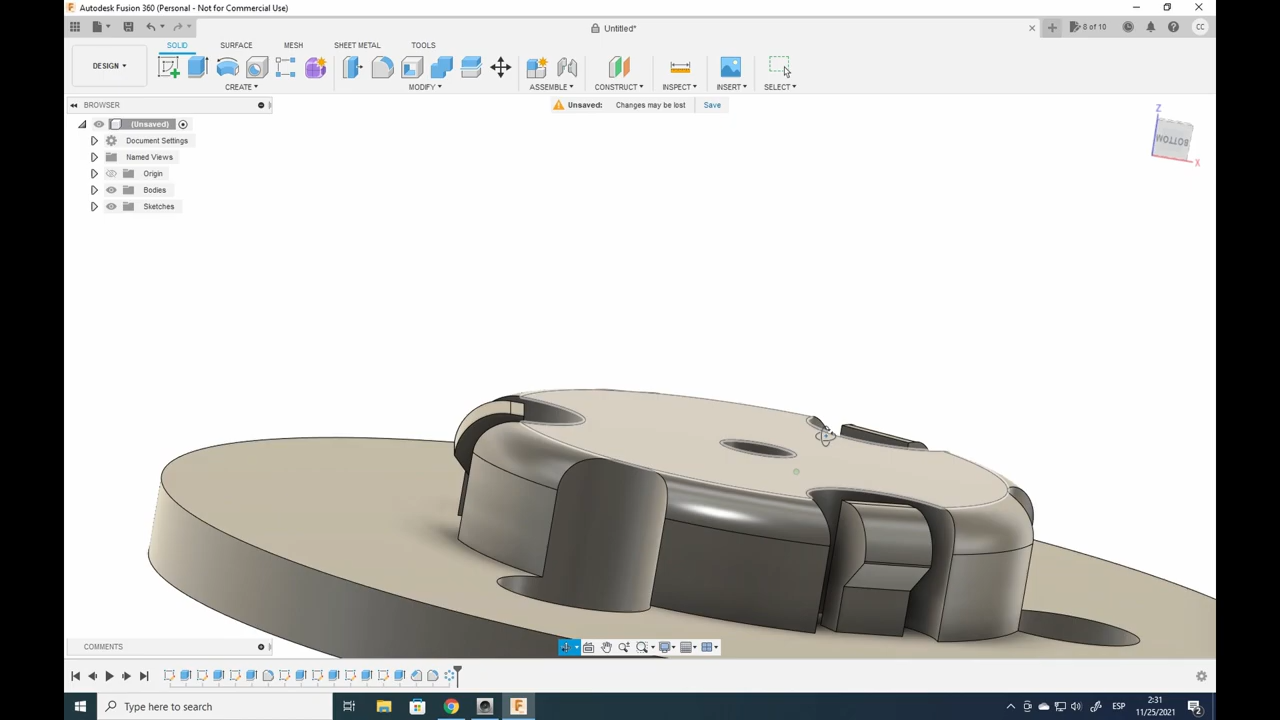 Autodesk Fusion 360 (Personal - Not for Commercial Use)
Untitled*
8 of 10
CC
DESIGN
SOLID
SURFACE
MESH
SHEET METAL
TOOLS
CREATE
MODIFY
ASSEMBLE
CONSTRUCT
INSPECT
INSERT
SELECT
BROWSER
Unsaved:
Changes may be lost
Save
(Unsaved)
Document Settings
Named Views
Origin
Bodies
Sketches
Z
BOTTOM
X
COMMENTS
Type here to search
ESP
2:31
11/25/2021
2